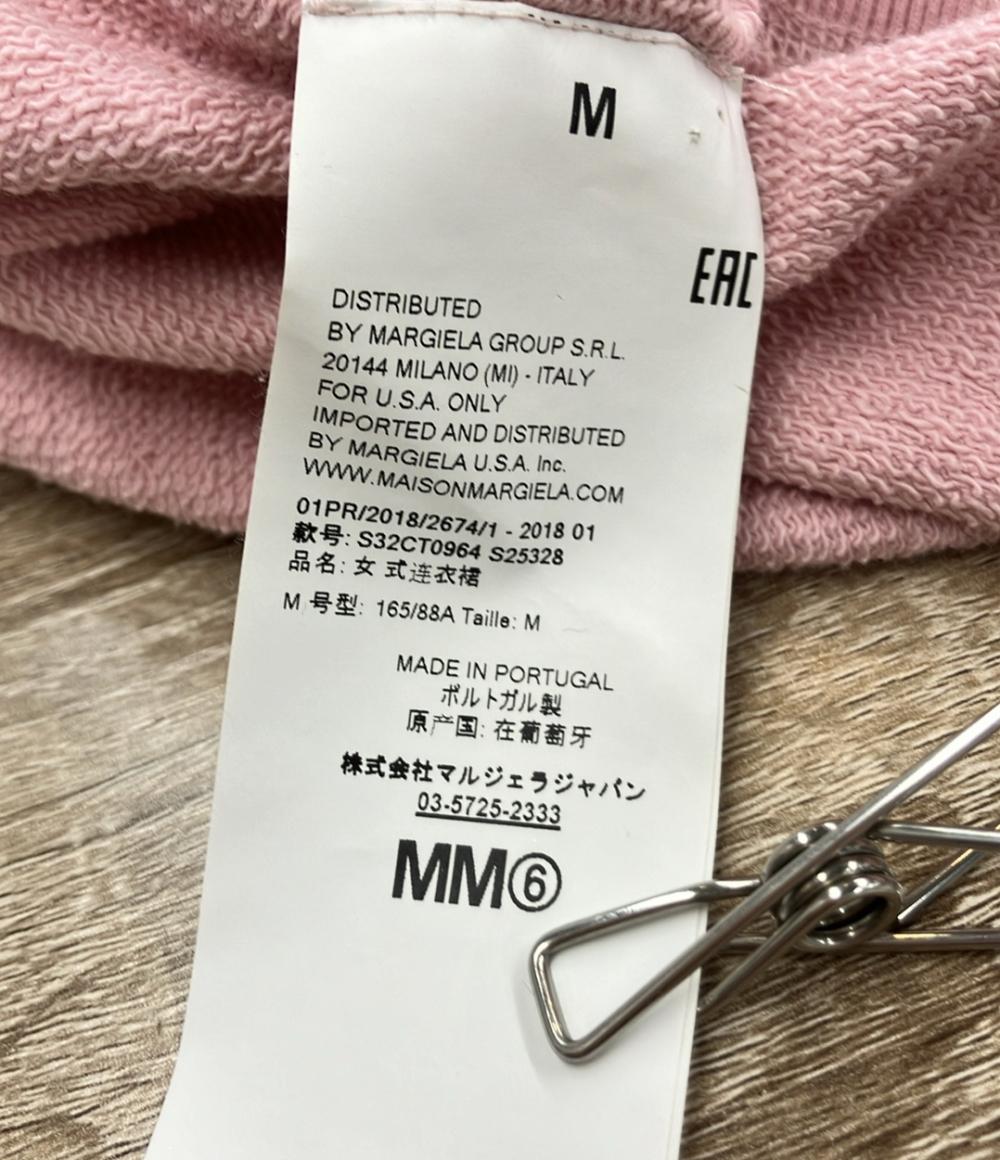 M
EAC
DISTRIBUTED
BY MARGIELA GROUP S.R.L.
20144 MILANO (MI) - ITALY
FOR U.S.A. ONLY
IMPORTED AND DISTRIBUTED
BY MARGIELA U.S.A. Inc.
WWW.MAISONMARGIELA.COM
01PR/2018/2674/1 - 2018 01
款号: S32CT0964 S25328
品名: 女 式连衣裙
M 号型: 165/88A Taille: M
MADE IN PORTUGAL
ポルトガル製
原产国: 在葡萄牙
株式会社マルジェラジャパン
03-5725-2333
MM⑥